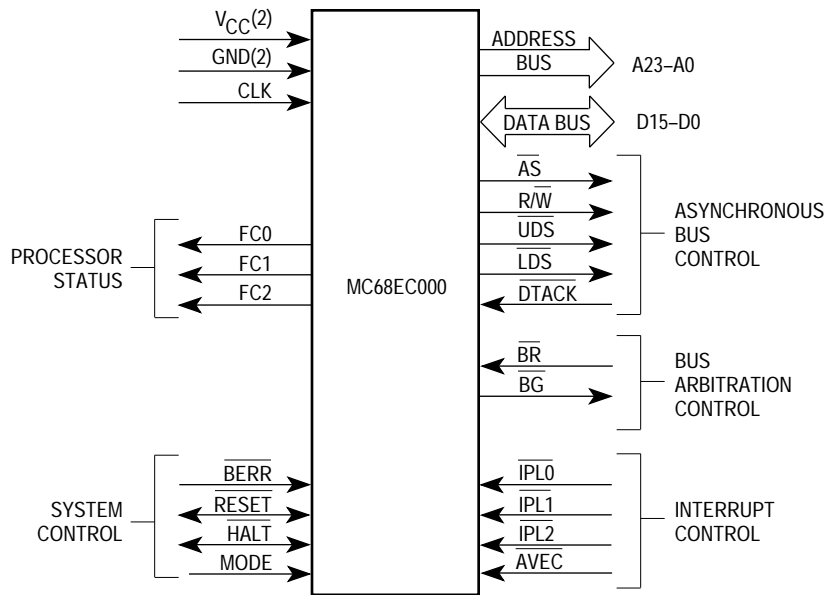 VCC(2)
GND(2)
CLK
ADDRESS
BUS
A23–A0
DATA BUS
D15–D0
AS
R/W
UDS
LDS
DTACK
ASYNCHRONOUS
BUS
CONTROL
PROCESSOR
STATUS
FC0
FC1
FC2
MC68EC000
BR
BG
BUS
ARBITRATION
CONTROL
SYSTEM
CONTROL
BERR
RESET
HALT
MODE
IPL0
IPL1
IPL2
AVEC
INTERRUPT
CONTROL